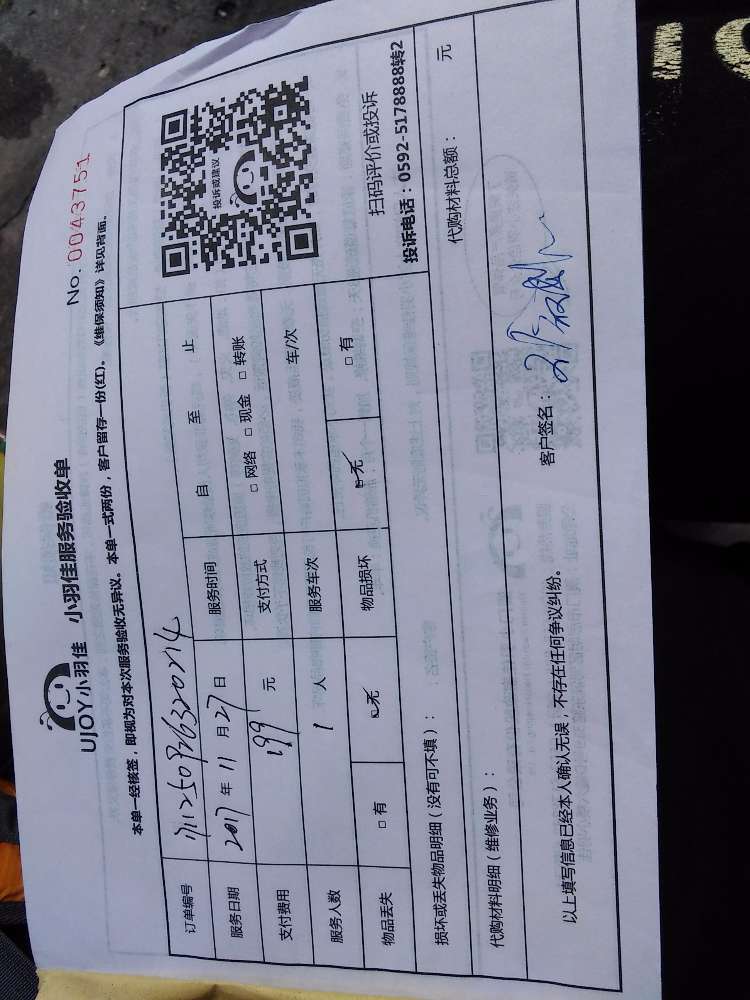 UJOY小羽佳 小羽佳服务验收单
No. 0043751
本单一经核签，即视为对本次服务验收无异议。本单一式两份，客户留存一份(红)。《维保须知》详见背面。
订单编号
服务时间 自 至 止
服务日期 2017 年 11 月 27 日
支付方式 □ 网络 □ 现金 □ 转账
支付费用 199 元
服务车次 车/次
服务人数 1 人
物品损坏 □ 无 □ 有
物品丢失 □ 有 □ 无
投诉或建议
扫码评价或投诉
投诉电话：0592-5178888转2
损坏或丢失物品明细（没有可不填）：
代购材料明细（维修业务）：
代购材料总额： 元
以上填写信息已经本人确认无误，不存在任何争议纠纷。
客户签名：